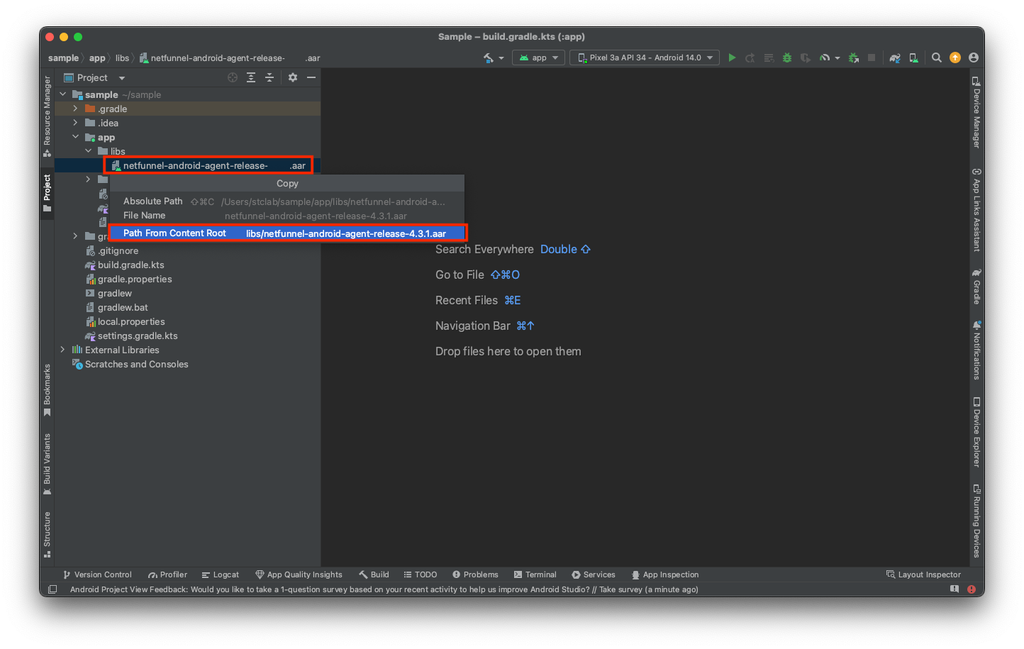 Sample – build.gradle.kts (:app)
sample app libs netfunnel-android-agent-release- .aar
app
Pixel 3a API 34 - Android 14.0
Project
sample ~/sample
.gradle
.idea
app
libs
netfunnel-android-agent-release- .aar
Copy
Absolute Path ⇧⌘C /Users/stclab/sample/app/libs/netfunnel-android-a...
File Name netfunnel-android-agent-release-4.3.1.aar
Path From Content Root libs/netfunnel-android-agent-release-4.3.1.aar
.gitignore
build.gradle.kts
gradle.properties
gradlew
gradlew.bat
local.properties
settings.gradle.kts
External Libraries
Scratches and Consoles
Search Everywhere Double ⇧
Go to File ⇧⌘O
Recent Files ⌘E
Navigation Bar ⌘↑
Drop files here to open them
Resource Manager
Project
Bookmarks
Build Variants
Structure
Device Manager
App Links Assistant
Gradle
Notifications
Device Explorer
Running Devices
Version Control
Profiler
Logcat
App Quality Insights
Build
TODO
Problems
Terminal
Services
App Inspection
Layout Inspector
Android Project View Feedback: Would you like to take a 1-question survey based on your recent activity to help us improve Android Studio? // Take survey (a minute ago)